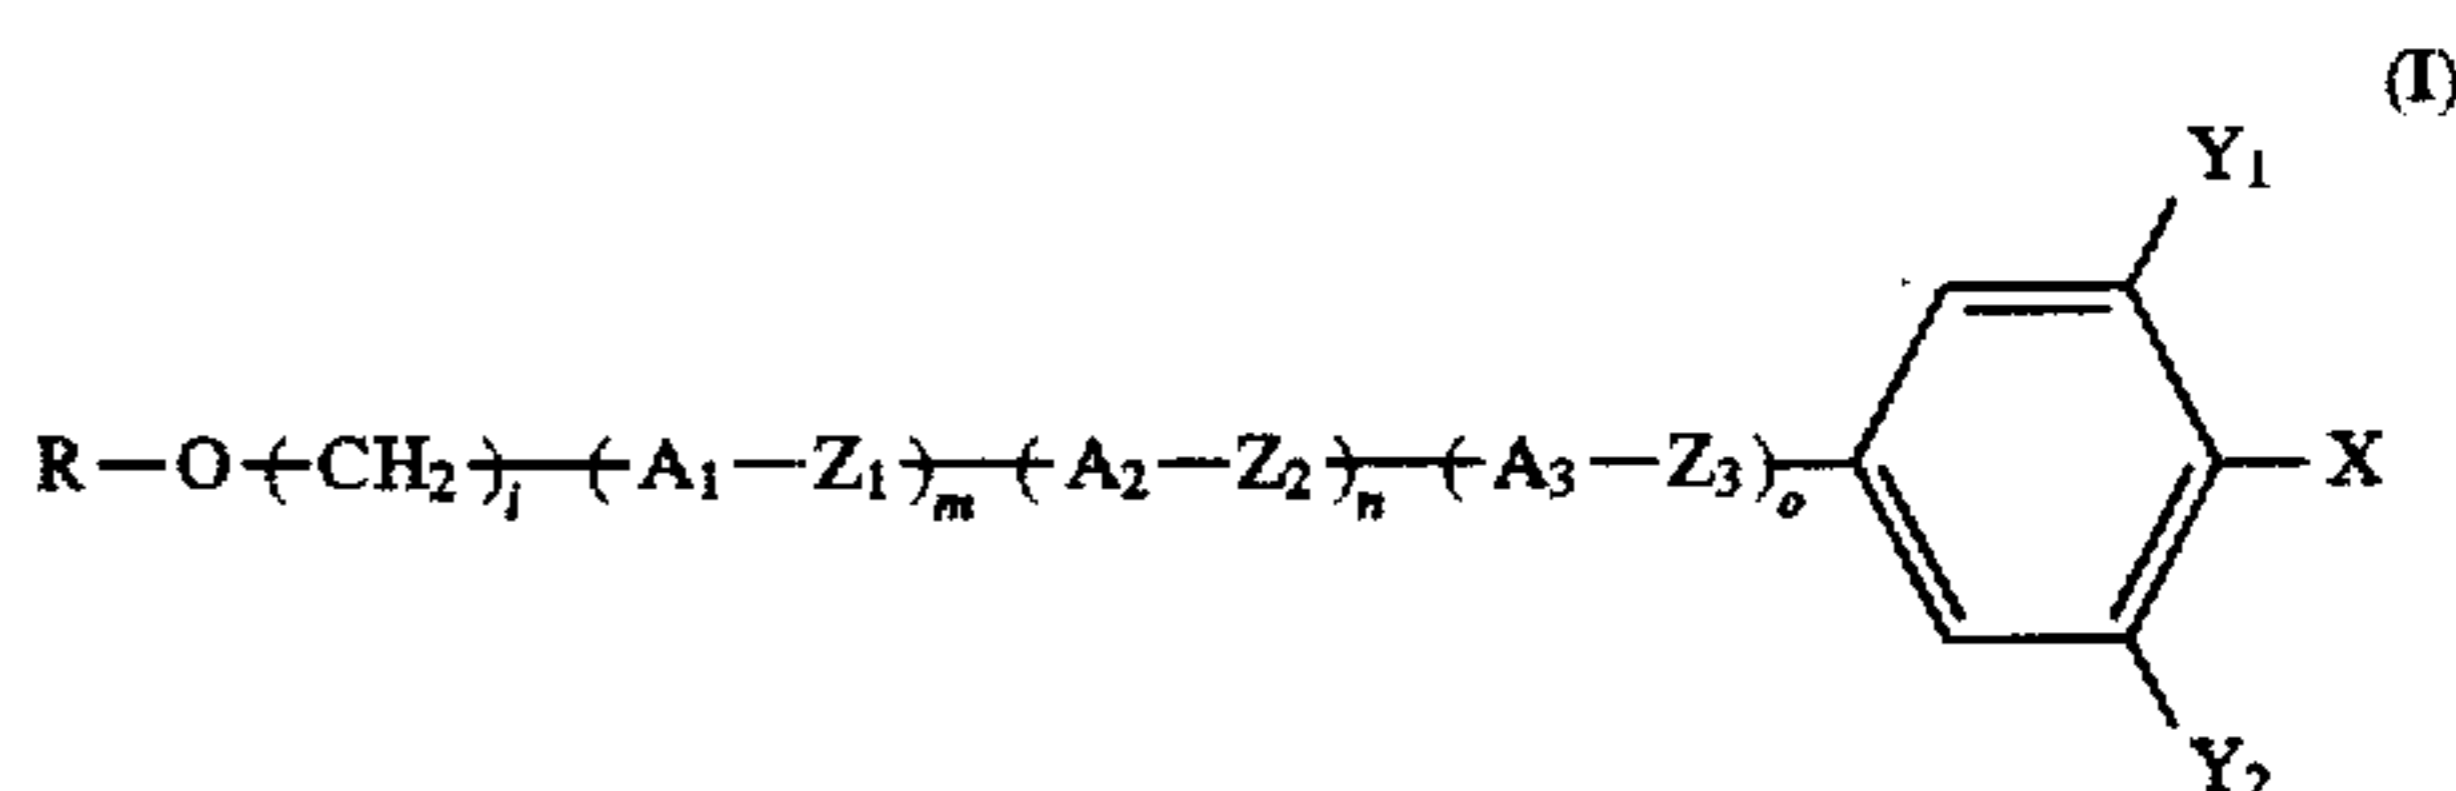 (I)
Y1
R—O—(CH2)j—(A1—Z1)m—(A2—Z2)n—(A3—Z3)o—X
Y2